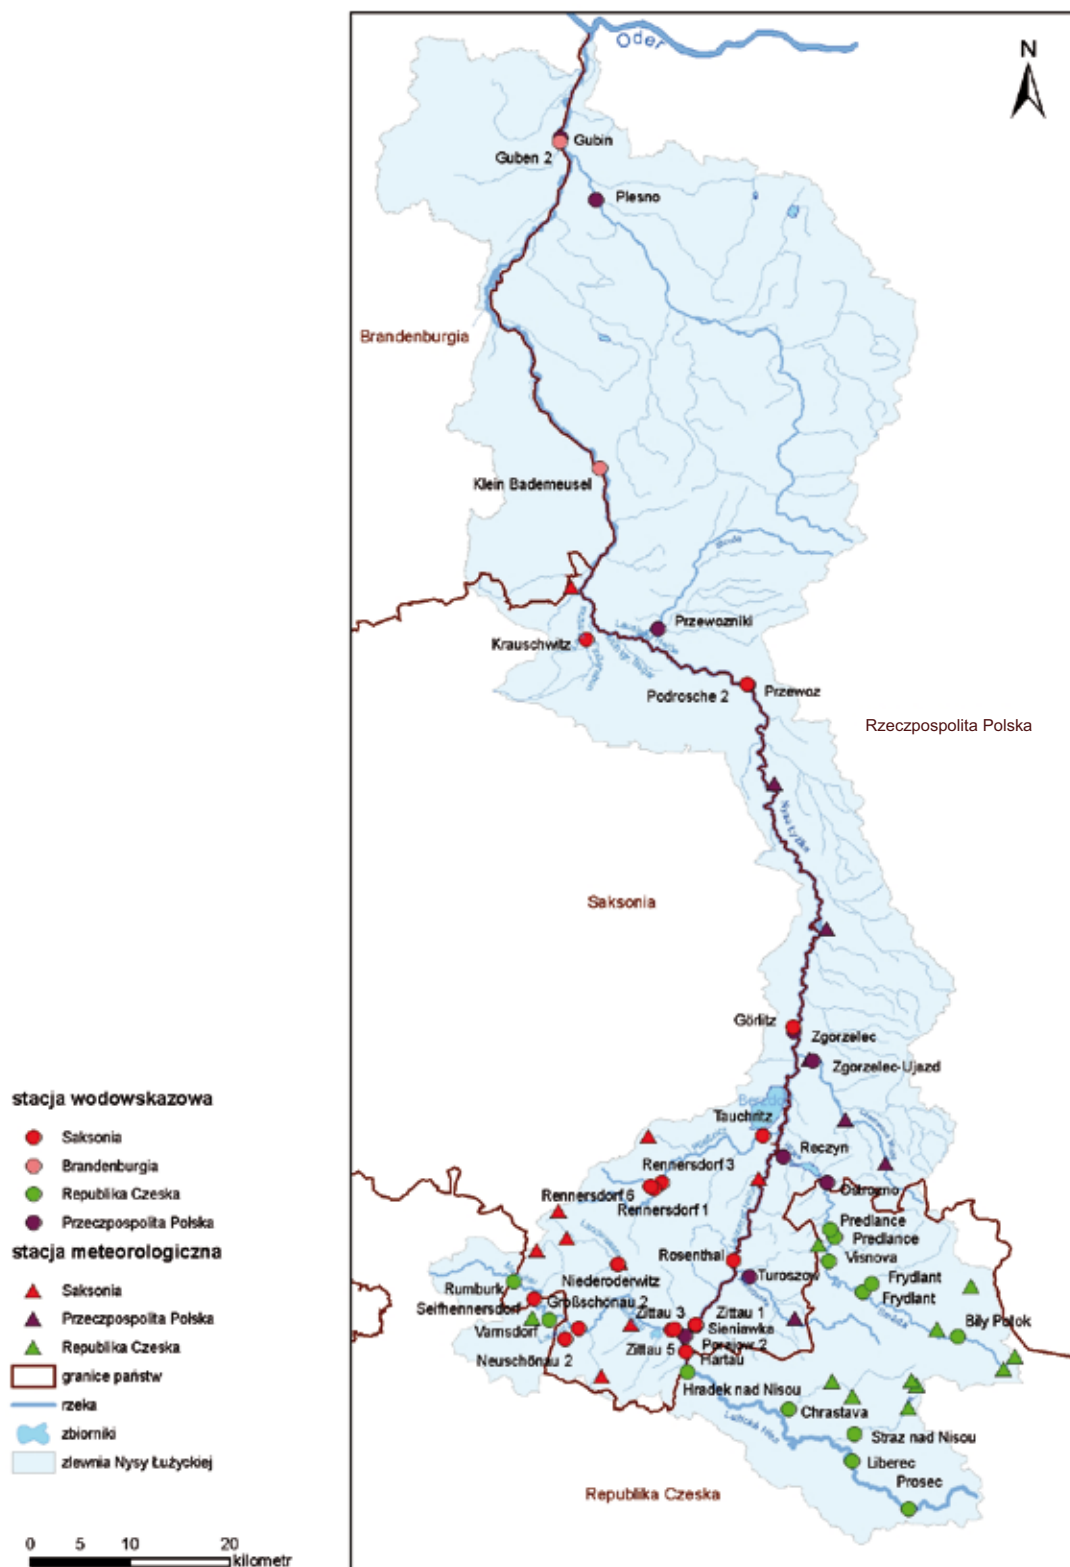 Oder
N
Gubin
Guben 2
Plesno
Brandenburgia
Klein Bademeusel
Przewozniki
Krauschwitz
Podrosche 2
Przewoz
Rzeczpospolita Polska
Nysa Łużycka
Saksonia
Görlitz
Zgorzelec
Zgorzelec-Ujazd
Tauchritz
Reczyn
Rennersdorf 3
Ostrozno
Rennersdorf 6
Rennersdorf 1
Predlance
Predlance
Rosenthal
Visnova
Niederoderwitz
Turoszow
Frydlant
Rumburk
Frydlant
Seifhennersdorf
Großschönau 2
Zittau 3
Zittau 1
Bily Potok
Varnsdorf
Sieniawka
Neuschönau 2
Zittau 5
Porajow 2
Hartau
Hradek nad Nisou
Chrastava
Straz nad Nisou
Liberec
Prosec
Republika Czeska
stacja wodowskazowa
Saksonia
Brandenburgia
Republika Czeska
Przeczpospolita Polska
stacja meteorologiczna
Saksonia
Przeczpospolita Polska
Republika Czeska
granice państw
rzeka
zbiorniki
zlewnia Nysy Łużyckiej
0 5 10 20
kilometr